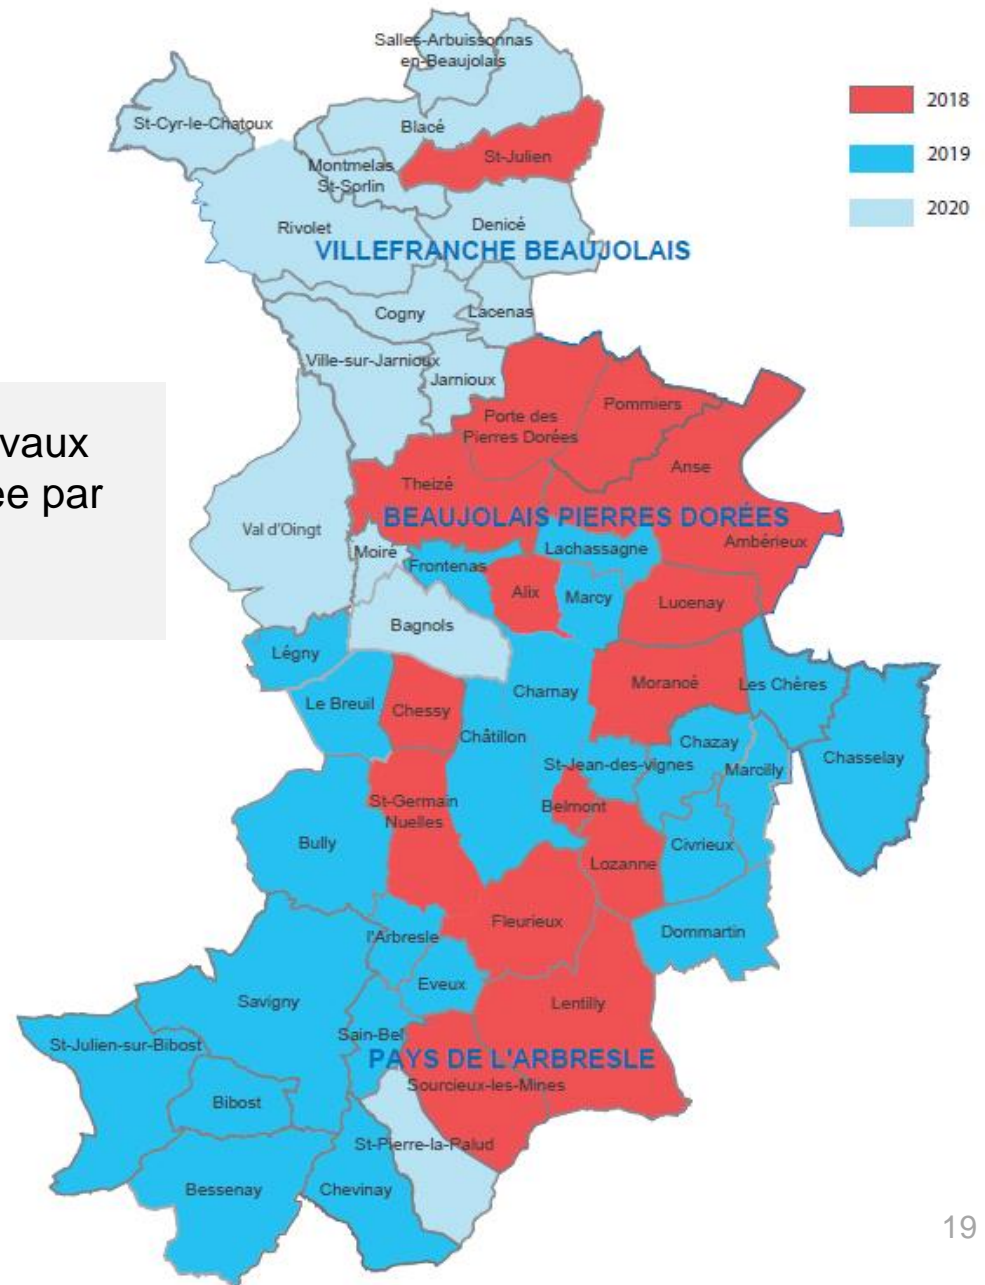 Salles-Arbuissonnas
en-Beaujolais
St-Cyr-le-Chatoux
Blacé
St-Julien
Montmelas
St-Sorlin
Rivolet
Denicé
VILLEFRANCHE BEAUJOLAIS
Cogny
Lacenas
Ville-sur-Jarnioux
Jarnioux
2018
2019
2020
vaux
ée par
Porte des
Pierres Dorées
Pommiers
Anse
Theizé
BEAUJOLAIS PIERRES DORÉES
Ambérieux
Val d'Oingt
Moiré
Frontenas
Lachassagne
Alix
Marcy
Lucenay
Bagnols
Légny
Le Breuil
Chessy
Charnay
Morancé
Les Chères
Châtillon
Chazay
St-Jean-des-vignes
Marcilly
Chasselay
St-Germain
Nuelles
Belmont
Bully
Lozanne
Civrieux
Fleurieux
Dommartin
l'Arbresle
Eveux
Savigny
Lentilly
St-Julien-sur-Bibost
Sain-Bel
PAYS DE L'ARBRESLE
Sourcieux-les-Mines
Bibost
St-Pierre-la-Palud
Bessenay
Chevinay
19